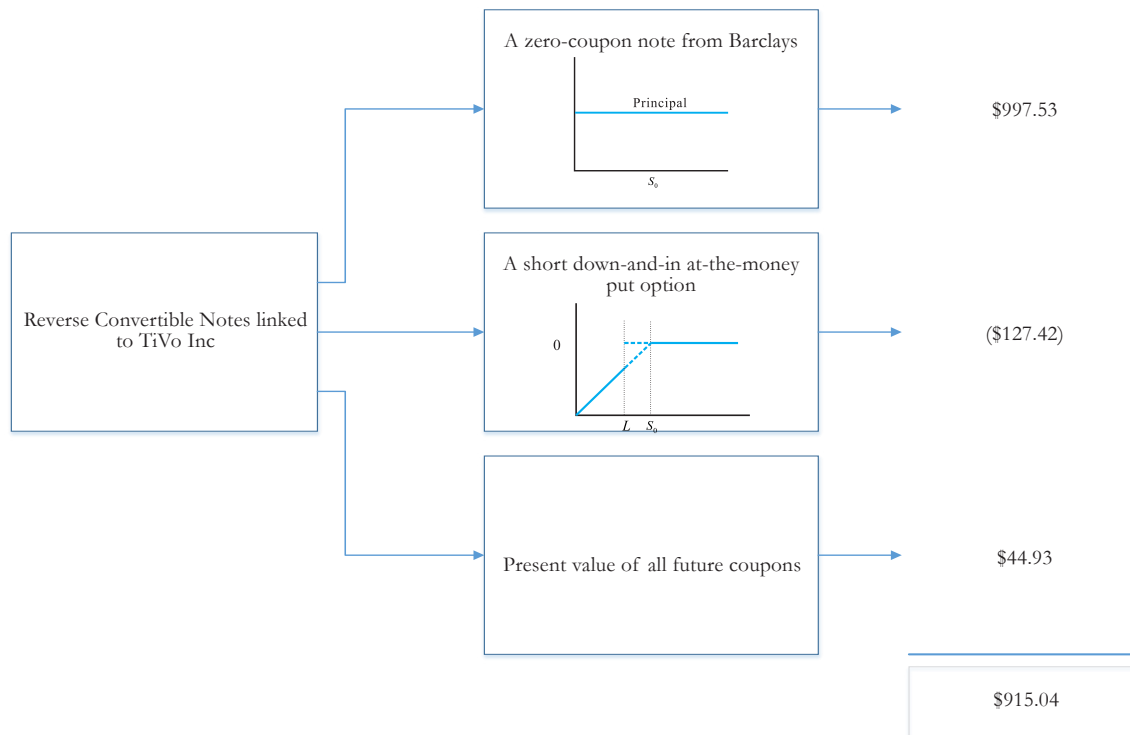 A zero-coupon note from Barclays
Principal
S₀
$997.53
Reverse Convertible Notes linked
to TiVo Inc
A short down-and-in at-the-money
put option
0
L S₀
($127.42)
Present value of all future coupons
$44.93
$915.04